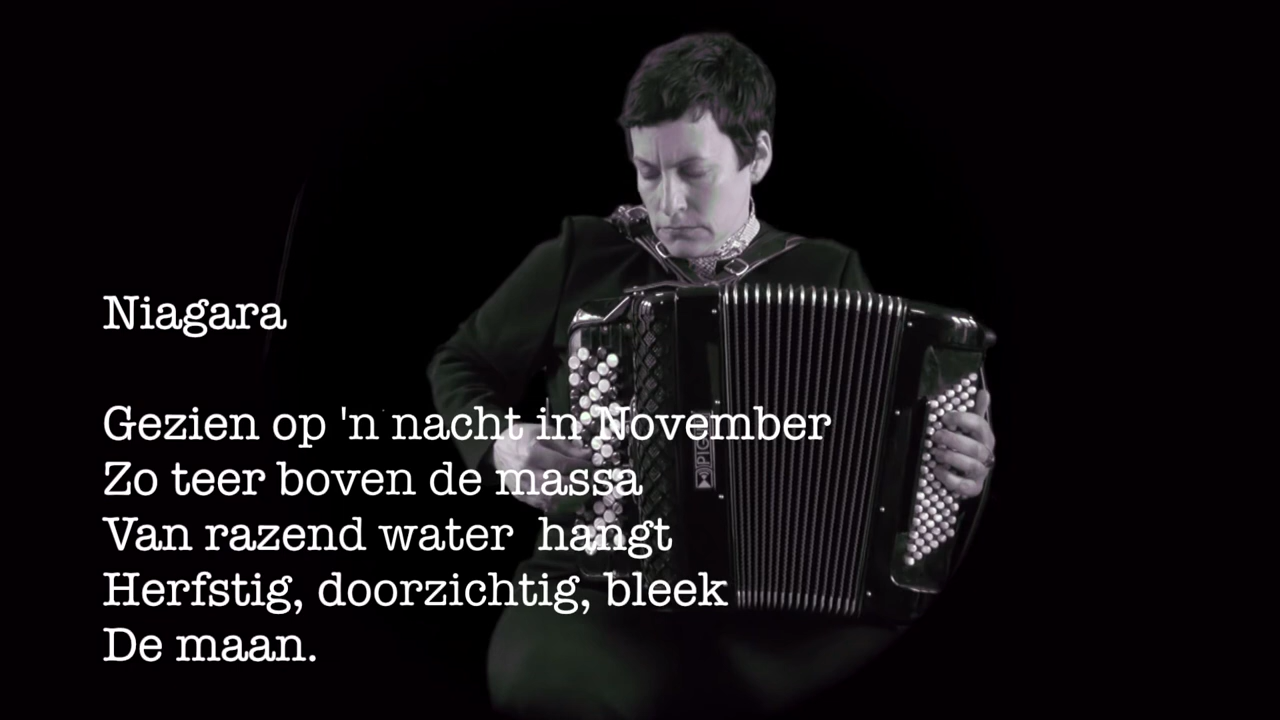 Niagara
Gezien op 'n nacht in November
Zo teer boven de massa
Van razend water  hangt
Herfstig, doorzichtig, bleek
De maan.
PIGI